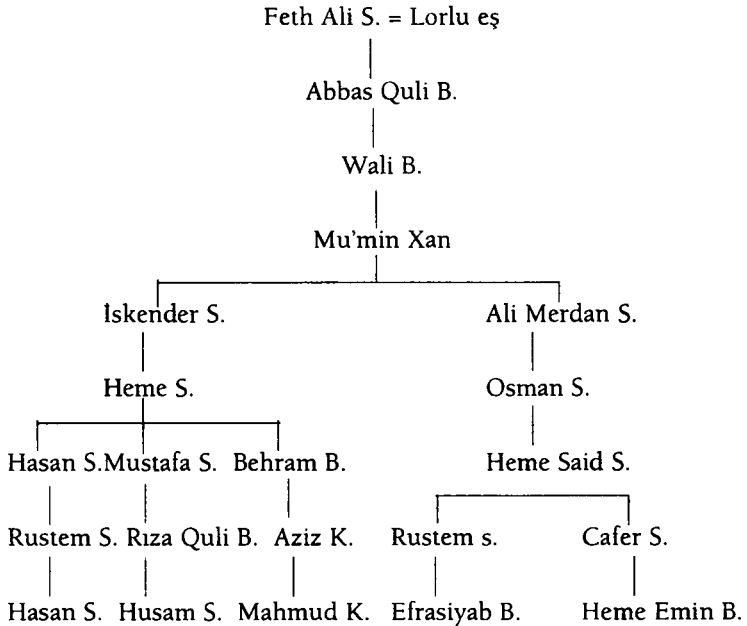 Feth Ali S. = Lorlu eş
Abbas Quli B.
Wali B.
Mu'min Xan
İskender S. Ali Merdan S.
Heme S. Osman S.
Hasan S. Mustafa S. Behram B. Heme Said S.
Rustem S. Rıza Quli B. Aziz K. Rustem s. Cafer S.
Hasan S. Husam S. Mahmud K. Efrasiyab B. Heme Emin B.